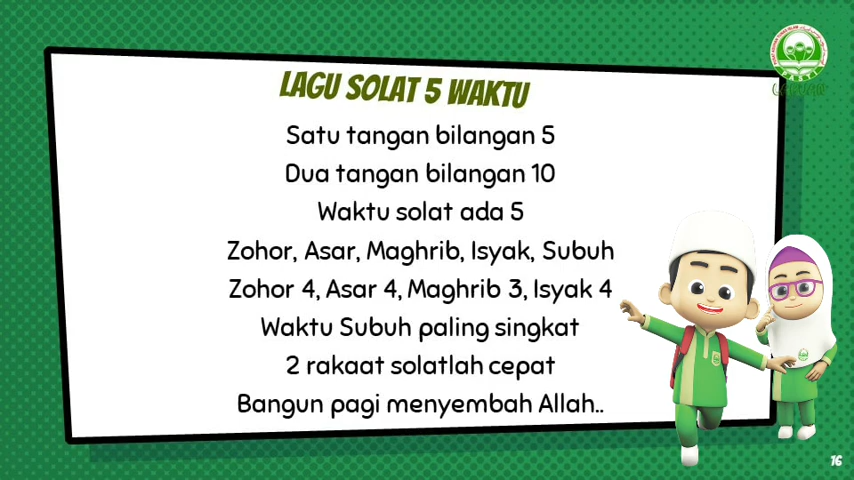 LAGU SOLAT 5 WAKTU
Satu tangan bilangan 5
Dua tangan bilangan 10
Waktu solat ada 5
Zohor, Asar, Maghrib, Isyak, Subuh
Zohor 4, Asar 4, Maghrib 3, Isyak 4
Waktu Subuh paling singkat
2 rakaat solatlah cepat
Bangun pagi menyembah Allah..
PASTI
16